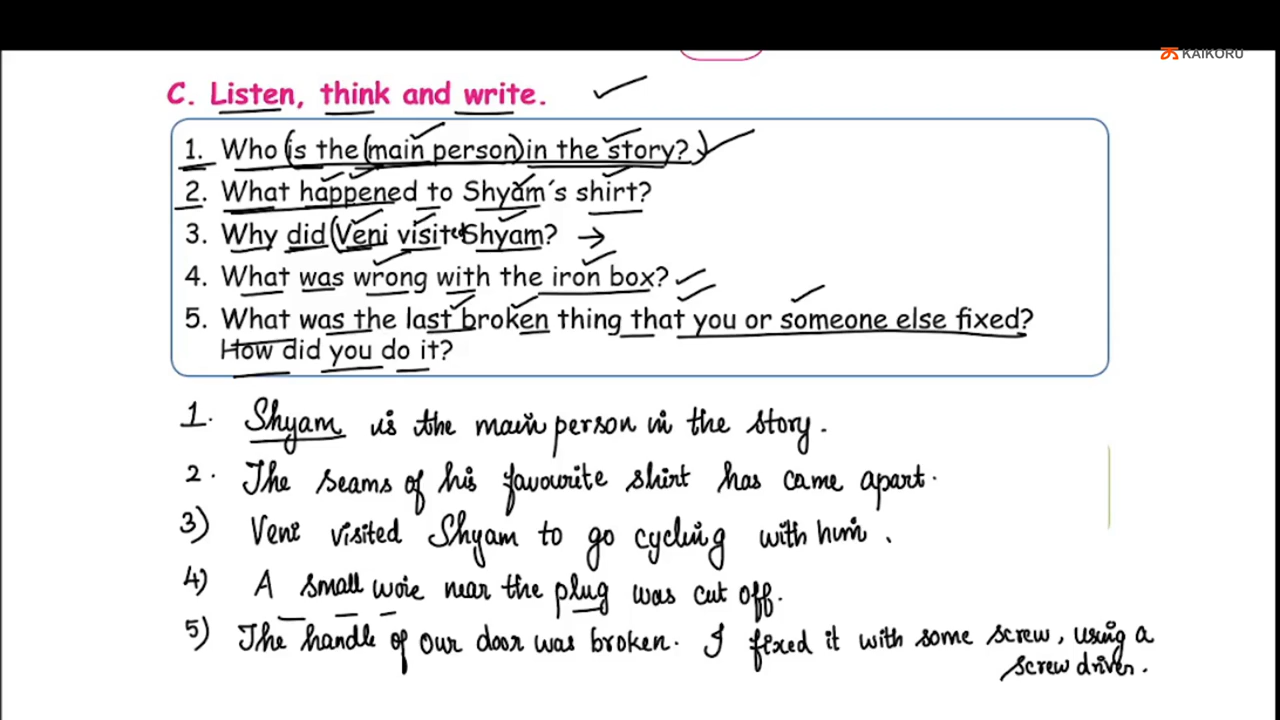 KAIKORU
C. Listen, think and write.
1. Who is the (main person) in the story?
2. What happened to Shyam´s shirt?
3. Why did Veni visit Shyam?
4. What was wrong with the iron box?
5. What was the last broken thing that you or someone else fixed?
How did you do it?
1. Shyam is the main person in the story.
2. The seams of his favourite shirt has came apart.
3) Veni visited Shyam to go cycling with him.
4) A small wire near the plug was cut off.
5) The handle of our door was broken. I fixed it with some screw, using a
screw driver.